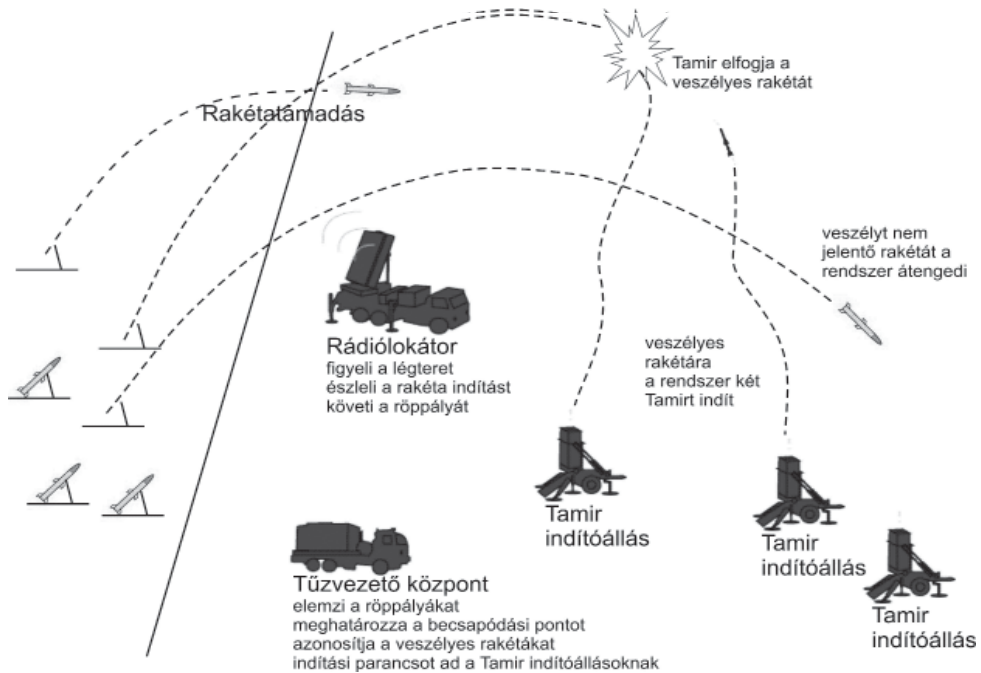 Tamir elfogja a
veszélyes rakétát
Rakétatámadás
veszélyt nem
jelentő rakétát a
rendszer átengedi
Rádiólokátor
figyeli a légteret
észleli a rakéta indítást
követi a röppályát
veszélyes
rakétára
a rendszer két
Tamirt indít
Tamir
indítóállás
Tamir
indítóállás
Tamir
indítóállás
Tűzvezető központ
elemzi a röppályákat
meghatározza a becsapódási pontot
azonosítja a veszélyes rakétákat
indítási parancsot ad a Tamir indítóállásoknak